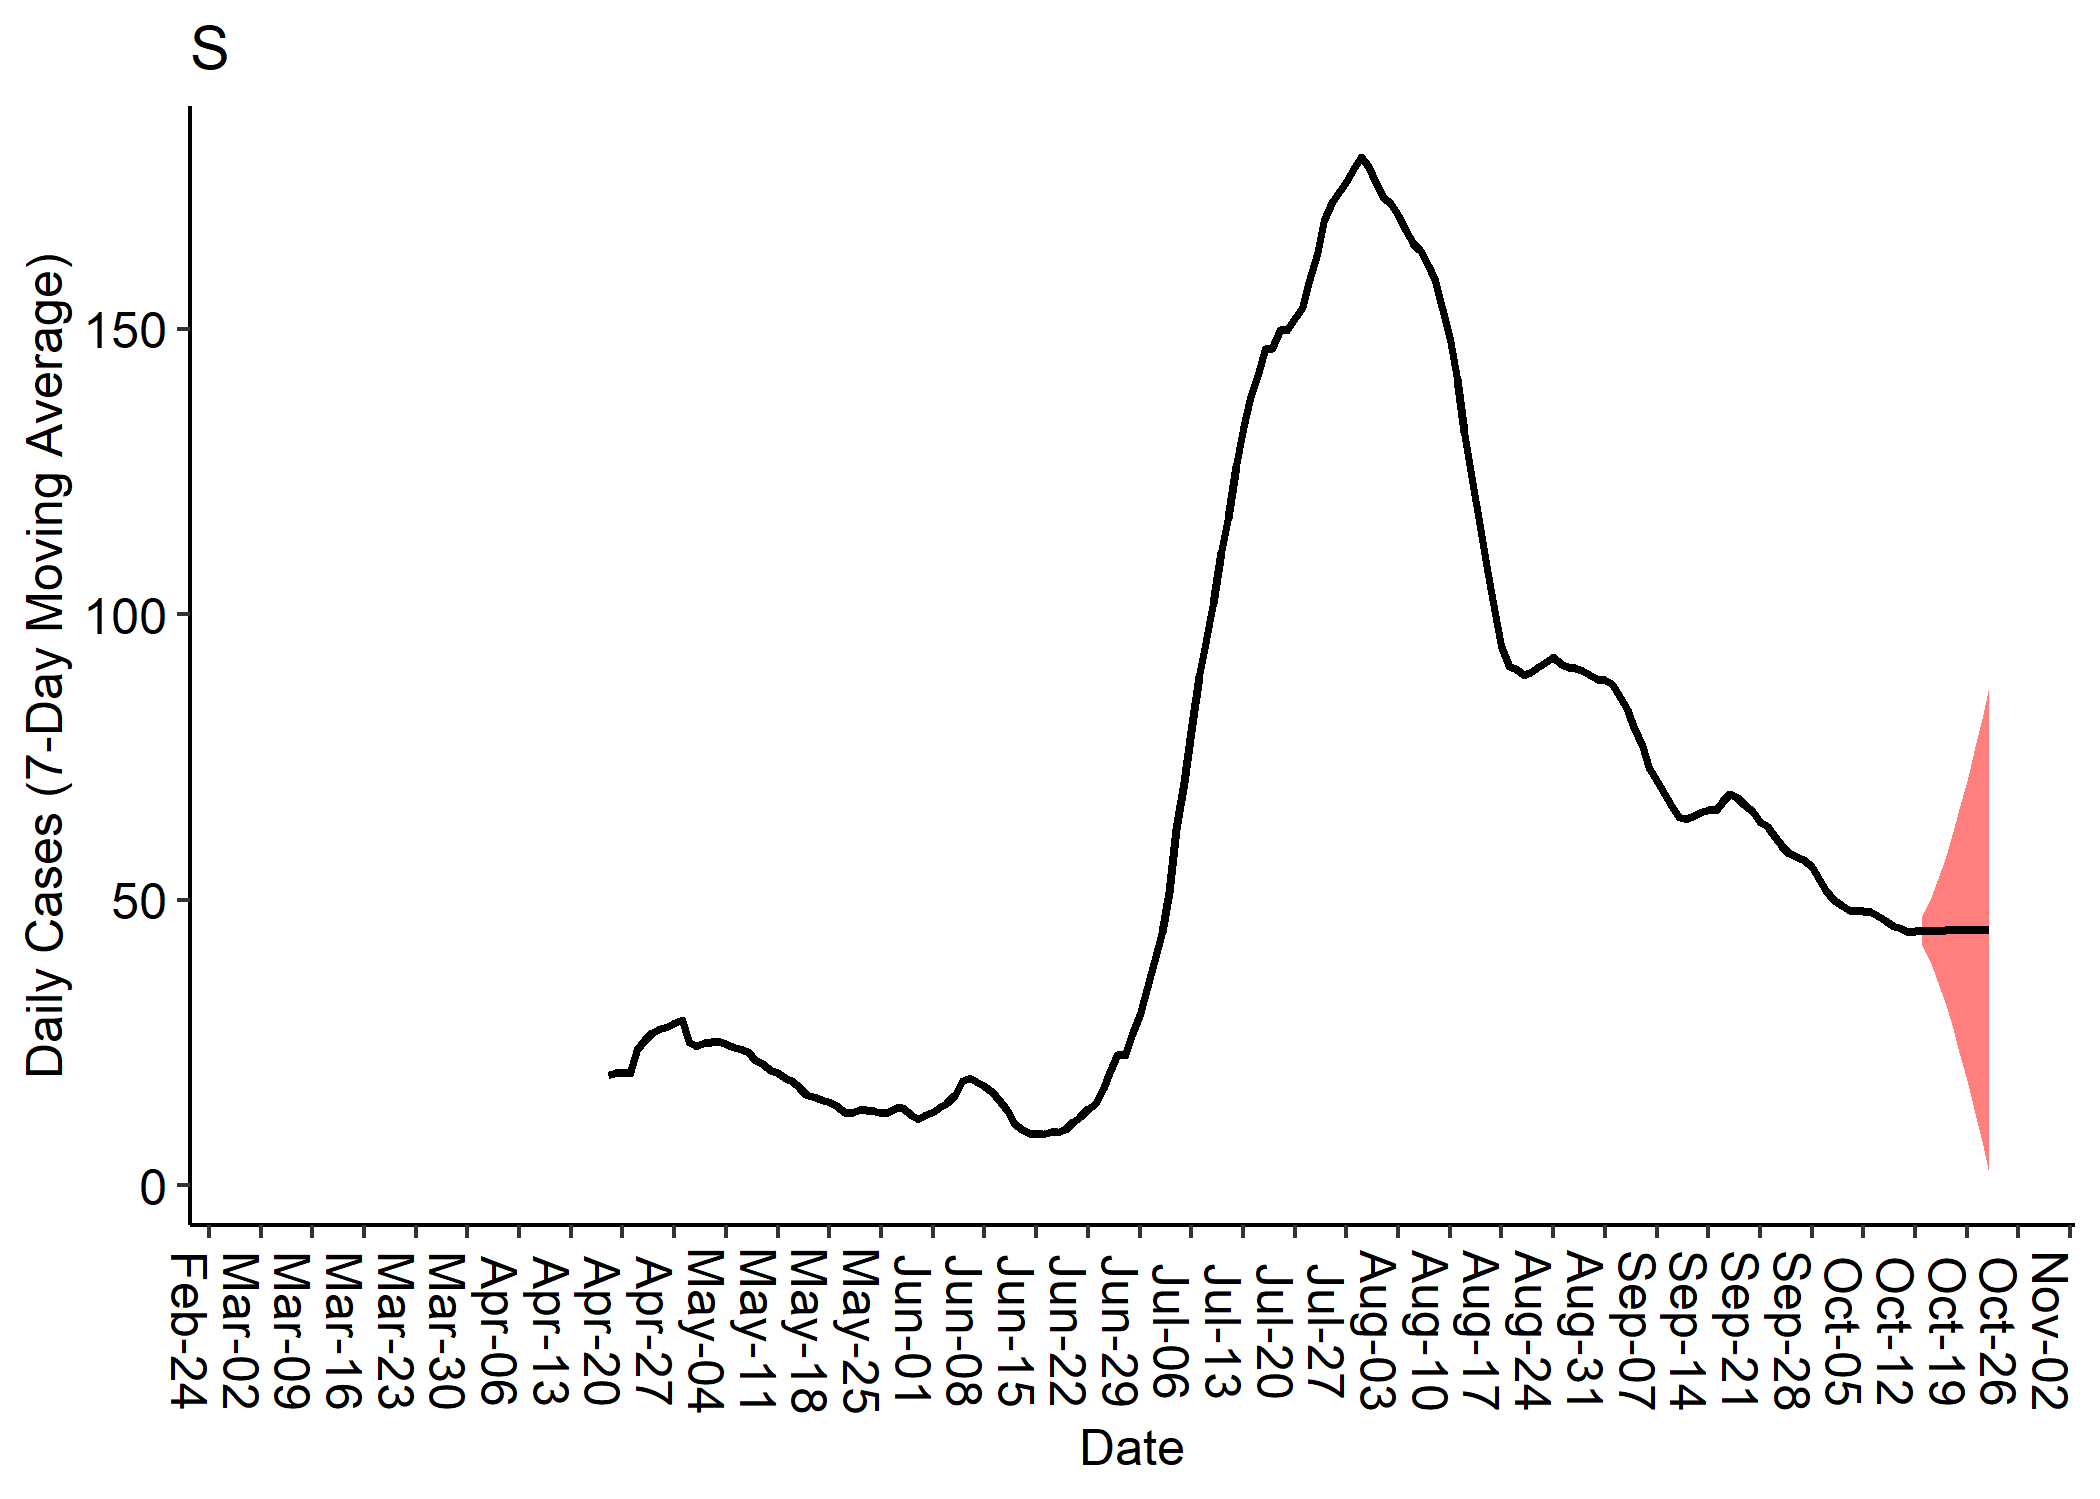 S
Daily Cases (7-Day Moving Average)
150
100
50
0
Feb-24
Mar-02
Mar-09
Mar-16
Mar-23
Mar-30
Apr-06
Apr-13
Apr-20
Apr-27
May-04
May-11
May-18
May-25
Jun-01
Jun-08
Jun-15
Jun-22
Jun-29
Jul-06
Jul-13
Jul-20
Jul-27
Aug-03
Aug-10
Aug-17
Aug-24
Aug-31
Sep-07
Sep-14
Sep-21
Sep-28
Oct-05
Oct-12
Oct-19
Oct-26
Nov-02
Date